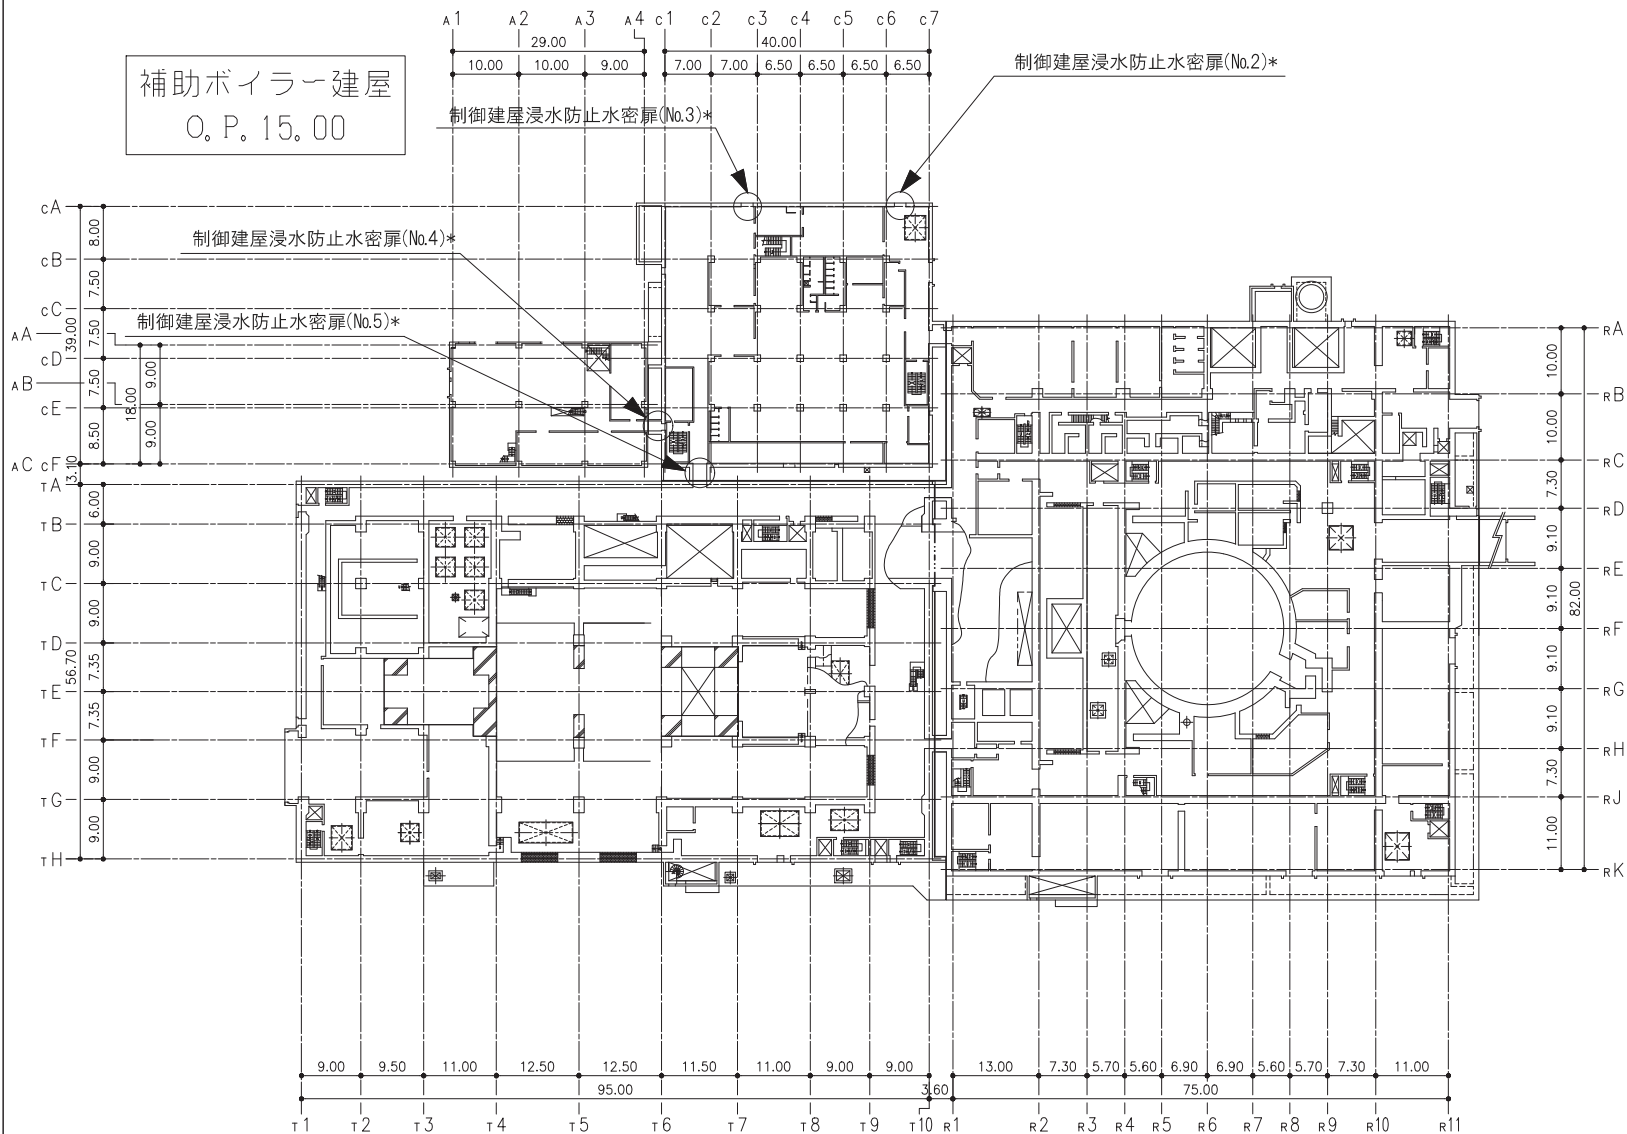 A1 A2 A3 A4 C1 C2 C3 C4 C5 C6 C7
29.00 40.00
10.00 10.00 9.00 7.00 7.00 6.50 6.50 6.50 6.50
補助ボイラー建屋
O. P. 15. 00
制御建屋浸水防止水密扉(No.2)*
制御建屋浸水防止水密扉(No.3)*
制御建屋浸水防止水密扉(No.4)*
制御建屋浸水防止水密扉(No.5)*
CA
8.00
CB
7.50
CC
AA
39.00
7.50
CD
AB
7.50
CE
8.50
AC CF
18.00
9.00
9.00
3.10
TA
6.00
TB
9.00
TC
9.00
TD
56.70
7.35
TE
7.35
TF
9.00
TG
9.00
TH
RA
10.00
RB
10.00
RC
7.30
RD
9.10
RE
82.00
9.10
RF
9.10
RG
9.10
RH
7.30
RJ
11.00
RK
9.00 9.50 11.00 12.50 12.50 11.50 11.00 9.00 9.00 13.00 7.30 5.70 5.60 6.90 6.90 5.60 5.70 7.30 11.00
95.00 3.60 75.00
T1 T2 T3 T4 T5 T6 T7 T8 T9 T10 R1 R2 R3 R4 R5 R6 R7 R8 R9 R10 R11